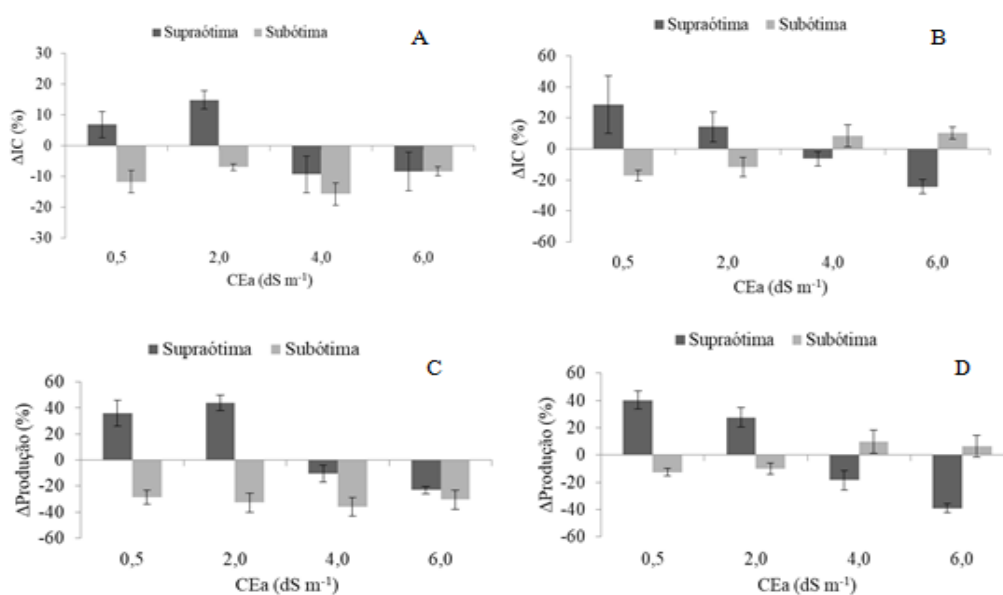 Supraótima Subótima
A
ΔIC (%)
30
20
10
0
-10
-20
-30
0,5 2,0 4,0 6,0
CEa (dS m⁻¹)
Supraótima Subótima
B
ΔIC (%)
60
40
20
0
-20
-40
-60
0,5 2,0 4,0 6,0
CEa (dS m⁻¹)
Supraótima Subótima
C
ΔProdução (%)
60
40
20
0
-20
-40
-60
0,5 2,0 4,0 6,0
CEa (dS m⁻¹)
Supraótima Subótima
D
ΔProdução (%)
60
40
20
0
-20
-40
-60
0,5 2,0 4,0 6,0
CEa (dS m⁻¹)